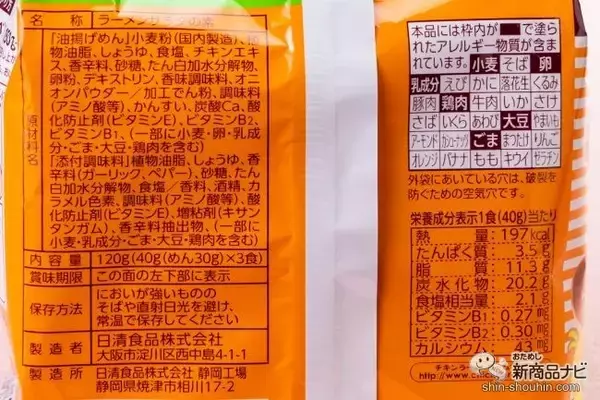 名 称 ラーメンサラダの素
「油揚げめん」小麦粉(国内製造)、植
物油脂、しょうゆ、食塩、チキンエキ
ス、香辛料、砂糖、たん白加水分解物、
卵粉、デキストリン、香味調味料、オニ
オンパウダー/加工でん粉、調味料
(アミノ酸等)、かんすい、炭酸Ca、酸
化防止剤(ビタミンE)、ビタミンB2、
ビタミンB1、(一部に小麦・卵・乳成
分・ごま・大豆・鶏肉を含む)
原材料名
「添付調味料」植物油脂、しょうゆ、香
辛料(ガーリック、ペパー)、砂糖、たん
白加水分解物、食塩/香料、酒精、カ
ラメル色素、調味料(アミノ酸等)、酸
化防止剤(ビタミンE)、増粘剤(キサン
タンガム)、香辛料抽出物、(一部に
小麦・乳成分・ごま・大豆・鶏肉を含む)
内容量 120g(40g(めん30g)×3食)
賞味期限 この面の左下部に表示
保存方法 においが強いものの
そばや直射日光を避け、
常温で保存してください
製造者 日清食品株式会社
大阪市淀川区西中島4-1-1
製造所 日清食品株式会社 静岡工場
静岡県焼津市相川17-2
本品には枠内が■で塗ら
れたアレルギー物質が含ま
れています。 小麦 そば 卵
乳成分 えび かに 落花生 くるみ
豚肉 鶏肉 牛肉 いか さけ
さば いくら あわび 大豆 やまいも
アーモンド カシューナッツ ごま まつたけ りんご
オレンジ バナナ もも キウイ ゼラチン
外袋にあいている穴は、破裂を
防ぐための空気穴です。
栄養成分表示1食(40g)当たり
熱量 197 kcal
たんぱく質 3.5 g
脂質 11.3 g
炭水化物 20.2 g
食塩相当量 2.1 g
ビタミンB1 0.27 mg
ビタミンB2 0.30 mg
カルシウム 43 mg
おためし
新商品ナビ
shin-shouhin.com